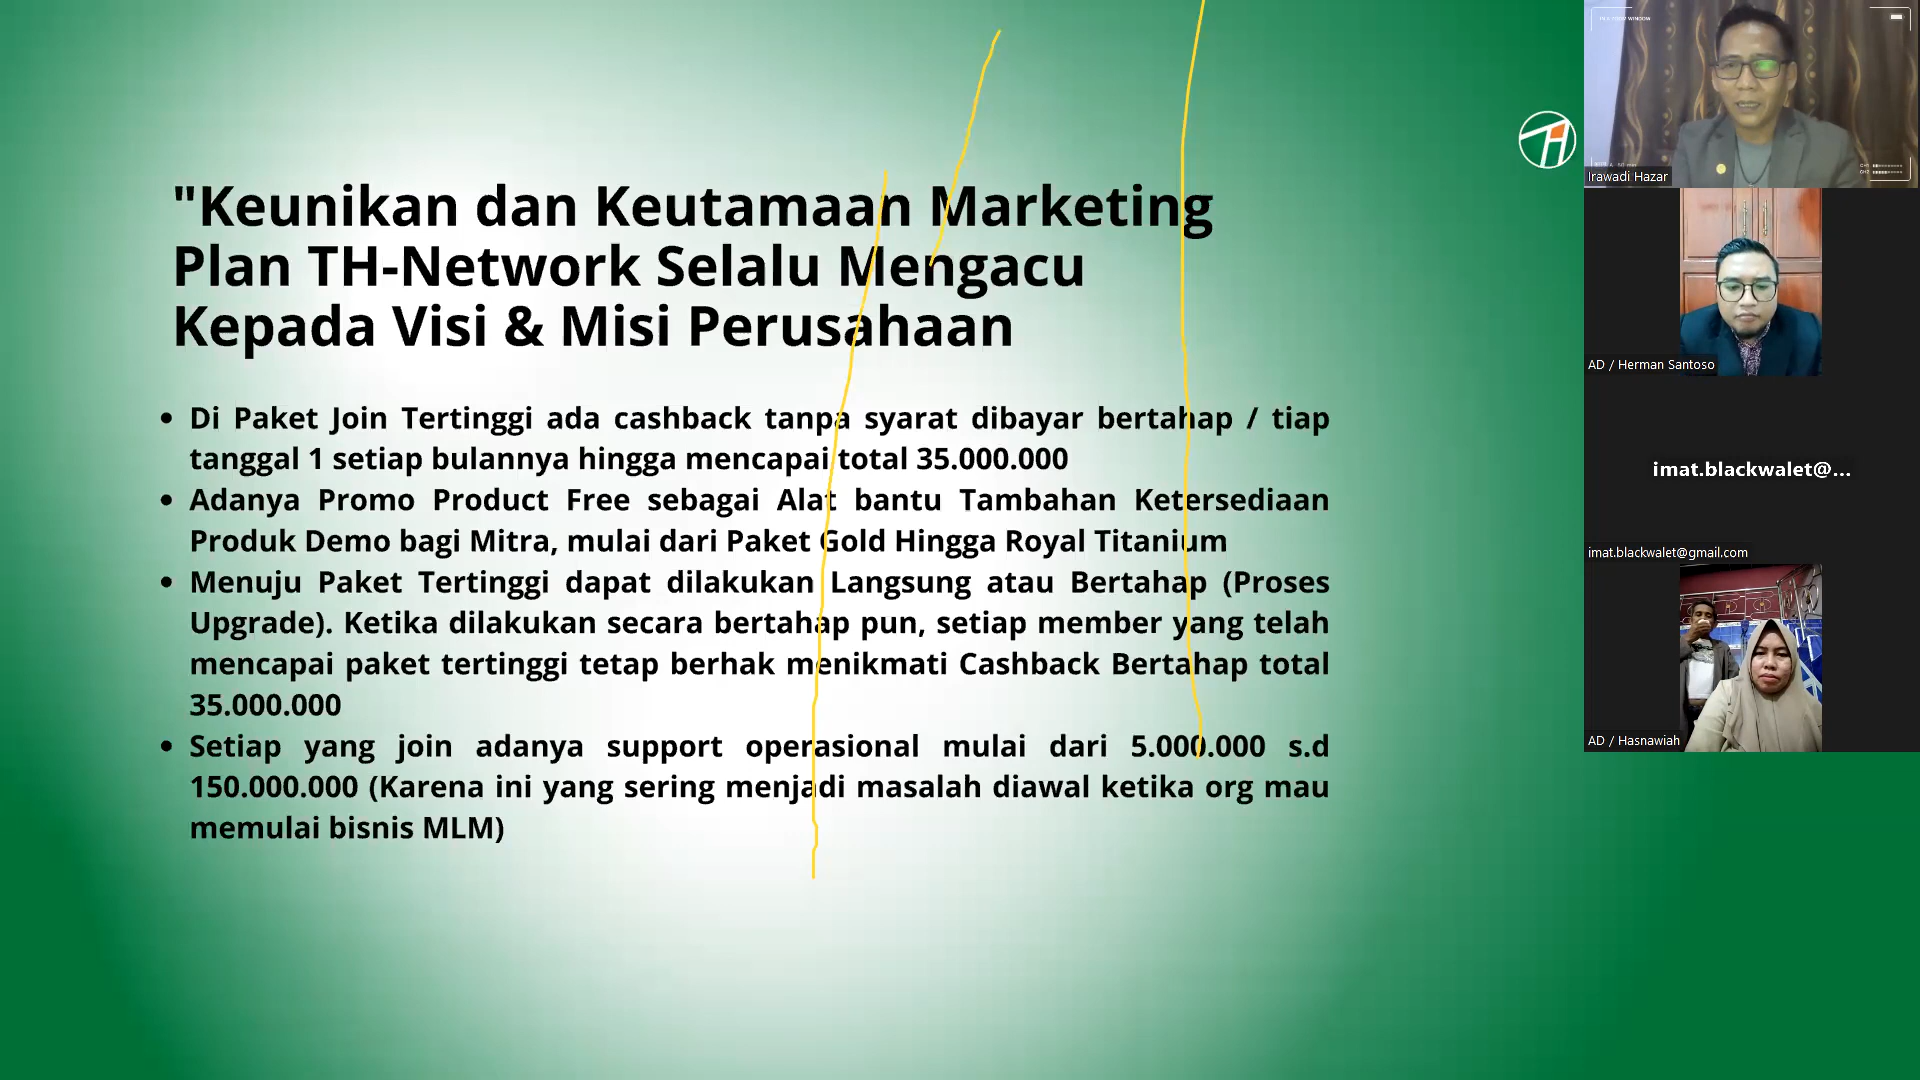 "Keunikan dan Keutamaan Marketing
Plan TH-Network Selalu Mengacu
Kepada Visi & Misi Perusahaan
• Di Paket Join Tertinggi ada cashback tanpa syarat dibayar bertahap / tiap
tanggal 1 setiap bulannya hingga mencapai total 35.000.000
• Adanya Promo Product Free sebagai Alat bantu Tambahan Ketersediaan
Produk Demo bagi Mitra, mulai dari Paket Gold Hingga Royal Titanium
• Menuju Paket Tertinggi dapat dilakukan Langsung atau Bertahap (Proses
Upgrade). Ketika dilakukan secara bertahap pun, setiap member yang telah
mencapai paket tertinggi tetap berhak menikmati Cashback Bertahap total
35.000.000
• Setiap yang join adanya support operasional mulai dari 5.000.000 s.d
150.000.000 (Karena ini yang sering menjadi masalah diawal ketika org mau
memulai bisnis MLM)
TH
Irawadi Hazar
AD / Herman Santoso
imat.blackwalet@...
imat.blackwalet@gmail.com
AD / Hasnawiah